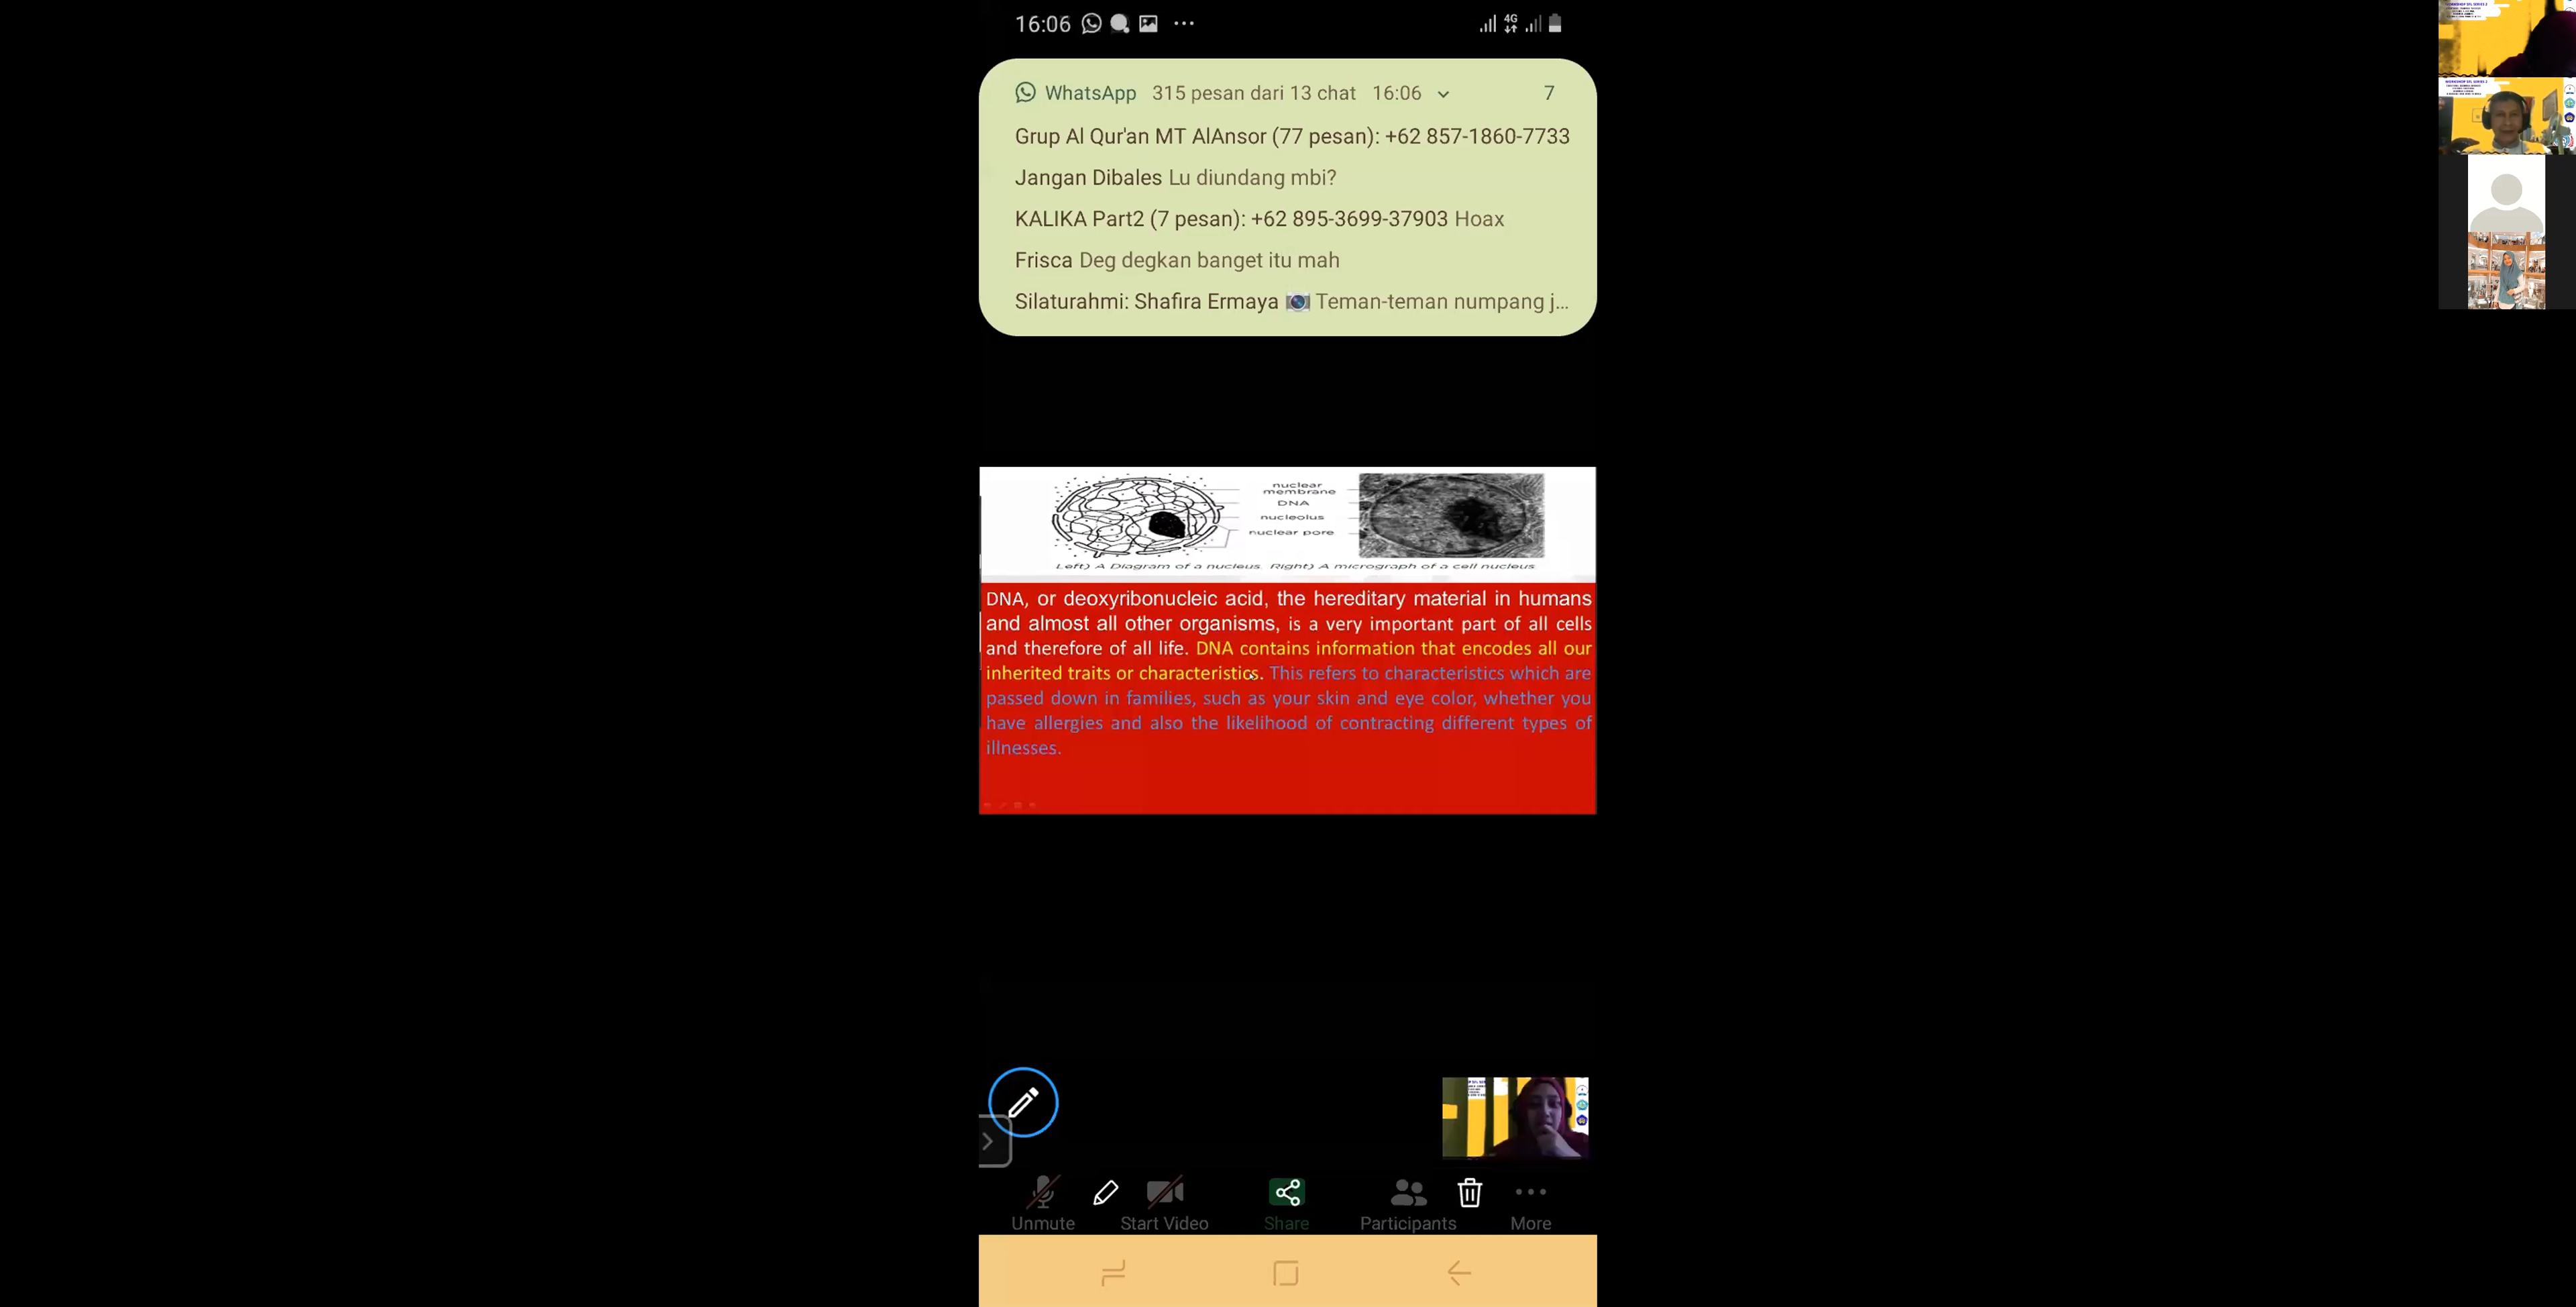 16:06
4G
WhatsApp 315 pesan dari 13 chat 16:06 7
Grup Al Qur'an MT AlAnsor (77 pesan): +62 857-1860-7733
Jangan Dibales Lu diundang mbi?
KALIKA Part2 (7 pesan): +62 895-3699-37903 Hoax
Frisca Deg degkan banget itu mah
Silaturahmi: Shafira Ermaya 📷 Teman-teman numpang j...
nuclear
membrane
DNA
nucleolus
nuclear pore
Left) A Diagram of a nucleus. Right) A micrograph of a cell nucleus
DNA, or deoxyribonucleic acid, the hereditary material in humans
and almost all other organisms, is a very important part of all cells
and therefore of all life. DNA contains information that encodes all our
inherited traits or characteristics. This refers to characteristics which are
passed down in families, such as your skin and eye color, whether you
have allergies and also the likelihood of contracting different types of
illnesses.
Unmute
Start Video
Share
Participants
More